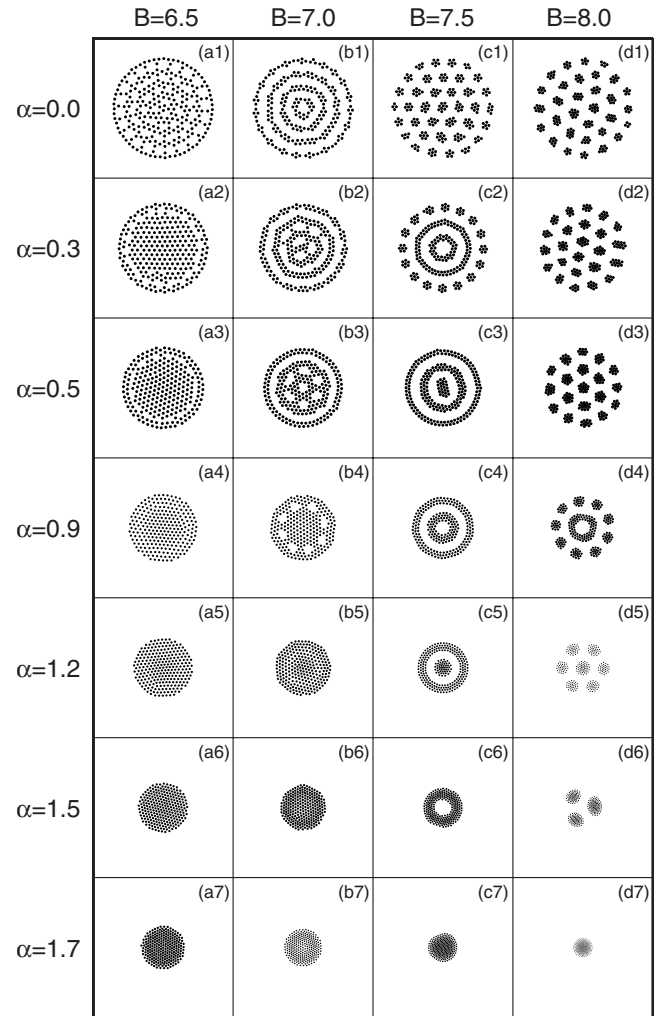 B=6.5 B=7.0 B=7.5 B=8.0
α=0.0 (a1) (b1) (c1) (d1)
α=0.3 (a2) (b2) (c2) (d2)
α=0.5 (a3) (b3) (c3) (d3)
α=0.9 (a4) (b4) (c4) (d4)
α=1.2 (a5) (b5) (c5) (d5)
α=1.5 (a6) (b6) (c6) (d6)
α=1.7 (a7) (b7) (c7) (d7)